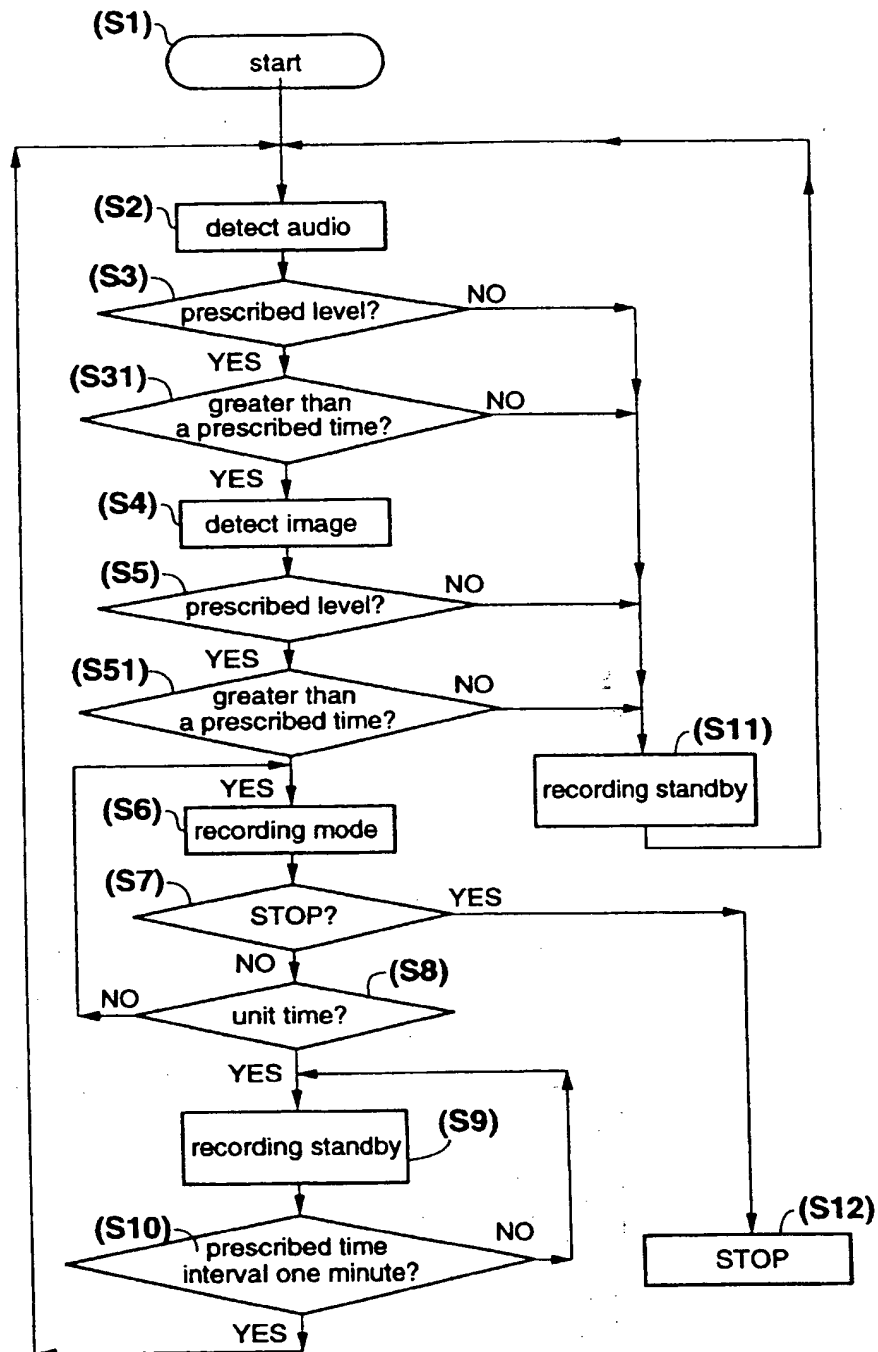 (S1)
start
(S2)
detect audio
(S3)
prescribed level?
NO
YES
(S31)
greater than
a prescribed time?
NO
YES
(S4)
detect image
(S5)
prescribed level?
NO
YES
(S51)
greater than
a prescribed time?
NO
(S11)
recording standby
YES
(S6)
recording mode
(S7)
STOP?
YES
NO
(S8)
unit time?
NO
YES
(S9)
recording standby
(S10)
prescribed time
interval one minute?
NO
(S12)
STOP
YES